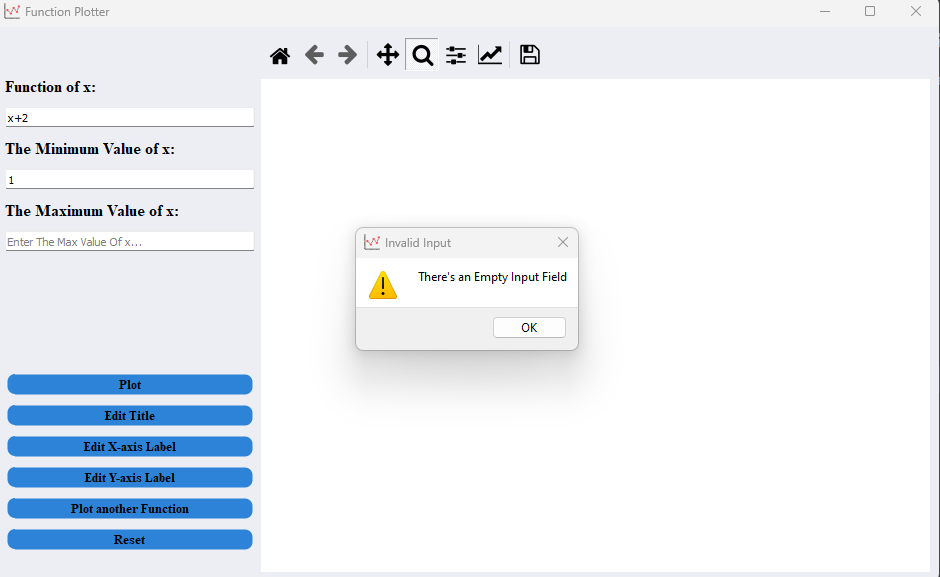 Function Plotter
Function of x:
x+2
The Minimum Value of x:
1
The Maximum Value of x:
Enter The Max Value Of x...
Invalid Input
There's an Empty Input Field
OK
Plot
Edit Title
Edit X-axis Label
Edit Y-axis Label
Plot another Function
Reset